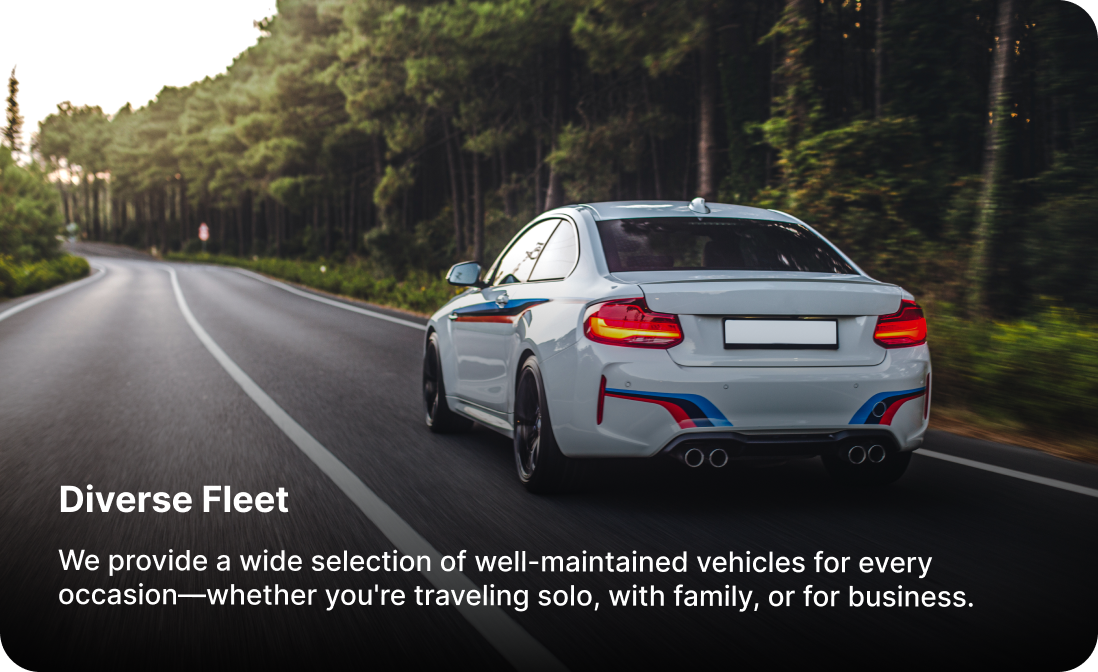 Diverse Fleet
We provide a wide selection of well-maintained vehicles for every
occasion—whether you're traveling solo, with family, or for business.